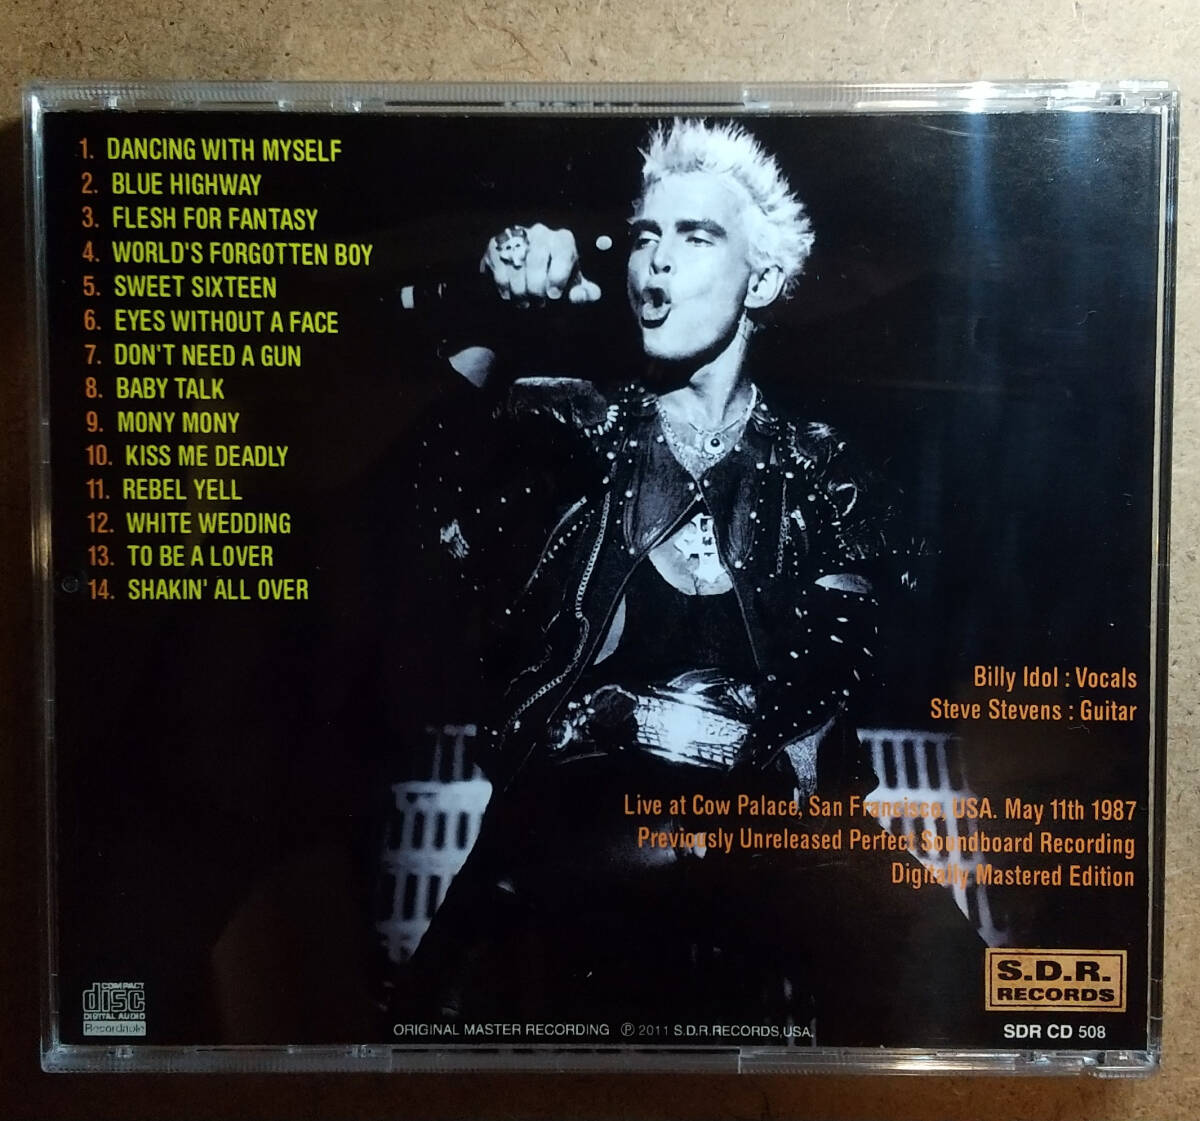 1. DANCING WITH MYSELF
2. BLUE HIGHWAY
3. FLESH FOR FANTASY
4. WORLD'S FORGOTTEN BOY
5. SWEET SIXTEEN
6. EYES WITHOUT A FACE
7. DON'T NEED A GUN
8. BABY TALK
9. MONY MONY
10. KISS ME DEADLY
11. REBEL YELL
12. WHITE WEDDING
13. TO BE A LOVER
14. SHAKIN' ALL OVER
Billy Idol : Vocals
Steve Stevens : Guitar
Live at Cow Palace, San Francisco, USA. May 11th 1987
Previously Unreleased Perfect Soundboard Recording
Digitally Mastered Edition
S.D.R.
RECORDS
COMPACT
disc
DIGITAL AUDIO
Recordable
ORIGINAL MASTER RECORDING ℗ 2011 S.D.R.RECORDS,USA.
SDR CD 508